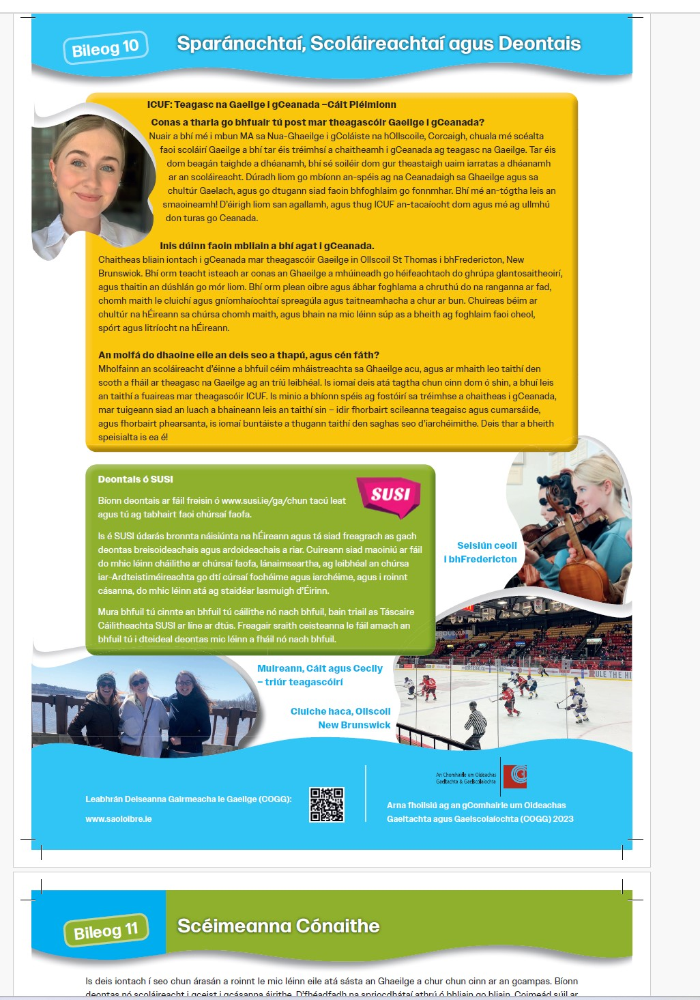 Bileog 10
Sparánachtaí, Scoláireachtaí agus Deontais
ICUF: Teagasc na Gaeilge i gCeanada –Cáit Pléimionn
Conas a tharla go bhfuair tú post mar theagascóir Gaeilge i gCeanada?
Nuair a bhí mé i mbun MA sa Nua-Ghaeilge i gColáiste na hOllscoile, Corcaigh, chuala mé scéalta
faoi scoláirí Gaeilge a bhí tar éis tréimhsí a chaitheamh i gCeanada ag teagasc na Gaeilge. Tar éis
dom beagán taighde a dhéanamh, bhí sé soiléir dom gur theastaigh uaim iarratas a dhéanamh
ar an scoláireacht. Dúradh liom go mbíonn an-spéis ag na Ceanadaigh sa Ghaeilge agus sa
chultúr Gaelach, agus go dtugann siad faoin bhfoghlaim go fonnmhar. Bhí mé an-tógtha leis an
smaoineamh! D'éirigh liom san agallamh, agus thug ICUF an-tacaíocht dom agus mé ag ullmhú
don turas go Ceanada.
Inis dúinn faoin mbliain a bhí agat i gCeanada.
Chaitheas bliain iontach i gCeanada mar theagascóir Gaeilge in Ollscoil St Thomas i bhFredericton, New
Brunswick. Bhí orm teacht isteach ar conas an Ghaeilge a mhúineadh go héifeachtach do ghrúpa glantosaitheoirí,
agus thaitin an dúshlán go mór liom. Bhí orm plean oibre agus ábhar foghlama a chruthú do na ranganna ar fad,
chomh maith le cluichí agus gníomhaíochtaí spreagúla agus taitneamhacha a chur ar bun. Chuireas béim ar
chultúr na hÉireann sa chúrsa chomh maith, agus bhain na mic léinn súp as a bheith ag foghlaim faoi cheol,
spórt agus litríocht na hÉireann.
An molfá do dhaoine eile an deis seo a thapú, agus cén fáth?
Mholfainn an scoláireacht d'éinne a bhfuil céim mháistreachta sa Ghaeilge acu, agus ar mhaith leo taithí den
scoth a fháil ar theagasc na Gaeilge ag an tríú leibhéal. Is iomaí deis atá tagtha chun cinn dom ó shin, a bhuí leis
an taithí a fuaireas mar theagascóir ICUF. Is minic a bhíonn spéis ag fostóirí sa tréimhse a chaitheas i gCeanada,
mar tuigeann siad an luach a bhaineann leis an taithí sin – idir fhorbairt scileanna teagaisc agus cumarsáide,
agus fhorbairt phearsanta, is iomaí buntáiste a thugann taithí den saghas seo d'iarchéimithe. Deis thar a bheith
speisialta is ea é!
Deontais ó SUSI
SUSI
Bíonn deontais ar fáil freisin ó www.susi.ie/ga/chun tacú leat
agus tú ag tabhairt faoi chúrsaí faofa.
Is é SUSI údarás bronnta náisiúnta na hÉireann agus tá siad freagrach as gach
deontas breisoideachais agus ardoideachais a riar. Cuireann siad maoiniú ar fáil
do mhic léinn cháilithe ar chúrsaí faofa, lánaimseartha, ag leibhéal an chúrsa
iar-Ardteistiméireachta go dtí cúrsaí fochéime agus iarchéime, agus i roinnt
cásanna, do mhic léinn atá ag staidéar lasmuigh d'Éirinn.
Mura bhfuil tú cinnte an bhfuil tú cáilithe nó nach bhfuil, bain triail as Táscaire
Cáilitheachta SUSI ar líne ar dtús. Freagair sraith ceisteanna le fáil amach an
bhfuil tú i dteideal deontas mic léinn a fháil nó nach bhfuil.
Seisiún ceoil
i bhFredericton
Muireann, Cáit agus Cecily
– triúr teagascóirí
Cluiche haca, Ollscoil
New Brunswick
RULE THE HI
Leabhrán Deiseanna Gairmeacha le Gaeilge (COGG):
www.saoloibre.ie
An Chomhairle um Oideachas
Gaeltachta & Gaelscolaíochta
Arna fhoilsiú ag an gComhairle um Oideachas
Gaeltachta agus Gaelscolaíochta (COGG) 2023
Bileog 11
Scéimeanna Cónaithe
Is deis iontach í seo chun árasán a roinnt le mic léinn eile atá sásta an Ghaeilge a chur chun cinn ar an gcampas. Bíonn
deontas nó scoláireacht i gceist i gcásanna áirithe. D'fhéadfadh na spriocdhátaí athrú ó bhliain go bliain. Coimeád súil ar